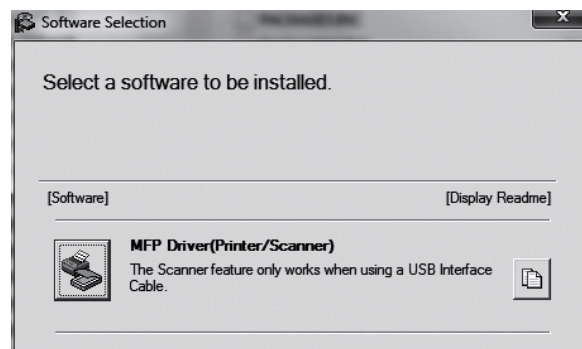 Software Selection
Select a software to be installed.
[Software] [Display Readme]
MFP Driver(Printer/Scanner)
The Scanner feature only works when using a USB Interface
Cable.